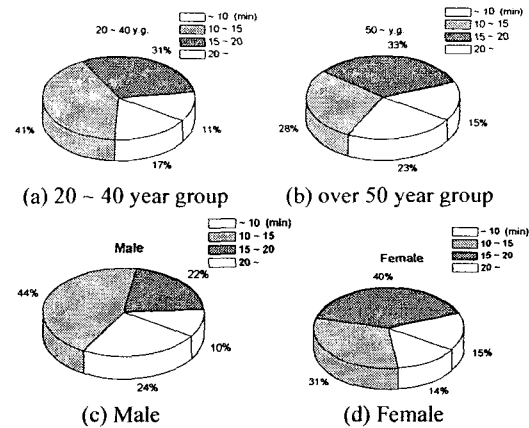 20 ~ 40 y.g.
~ 10 (min)
10 ~ 15
15 ~ 20
20 ~
31%
41%
11%
17%
(a) 20 ~ 40 year group
50 ~ y.g.
~ 10 (min)
10 ~ 15
15 ~ 20
20 ~
33%
28%
15%
23%
(b) over 50 year group
Male
~ 10 (min)
10 ~ 15
15 ~ 20
20 ~
22%
44%
10%
24%
(c) Male
Female
~ 10 (min)
10 ~ 15
15 ~ 20
20 ~
40%
15%
31%
14%
(d) Female